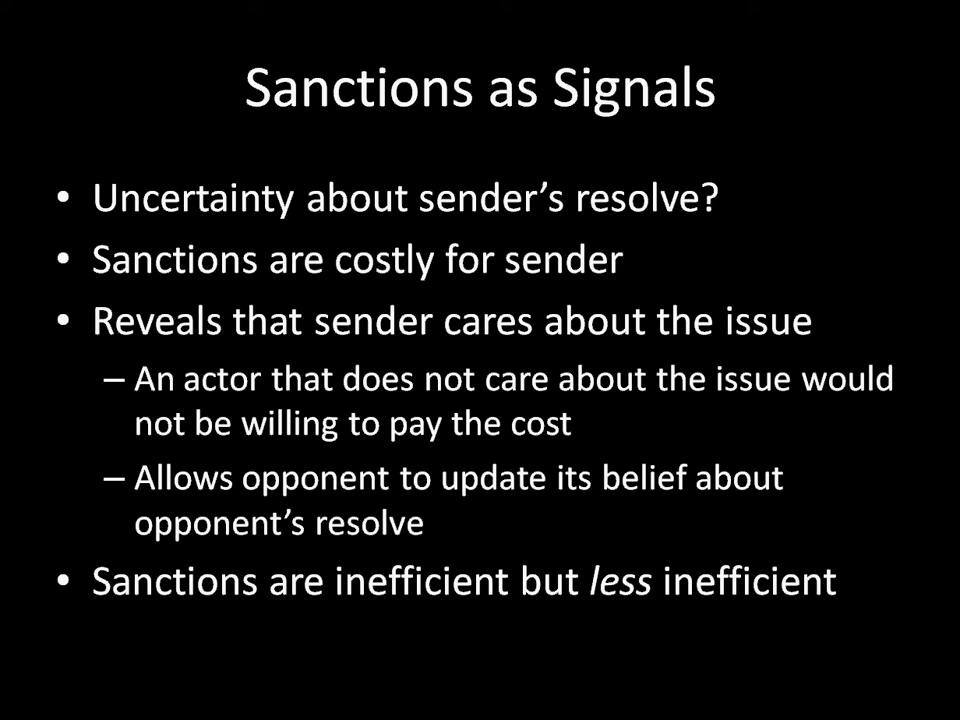 Sanctions as Signals
• Uncertainty about sender’s resolve?
• Sanctions are costly for sender
• Reveals that sender cares about the issue
– An actor that does not care about the issue would
not be willing to pay the cost
– Allows opponent to update its belief about
opponent’s resolve
• Sanctions are inefficient but less inefficient